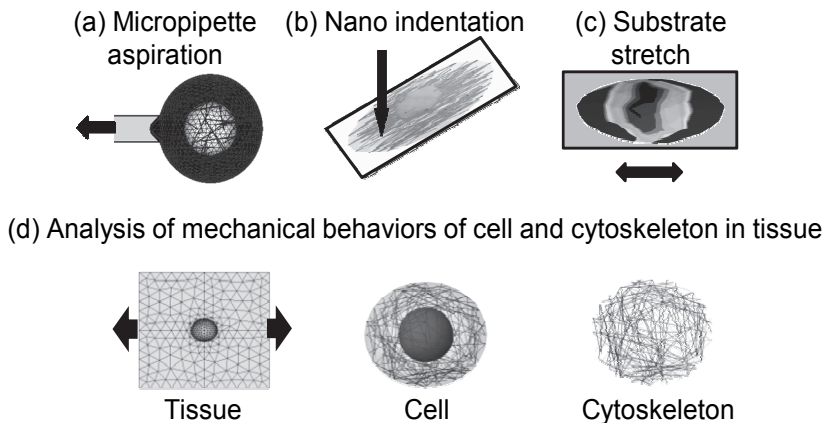 (a) Micropipette
aspiration
(b) Nano indentation
(c) Substrate
stretch
(d) Analysis of mechanical behaviors of cell and cytoskeleton in tissue
Tissue
Cell
Cytoskeleton